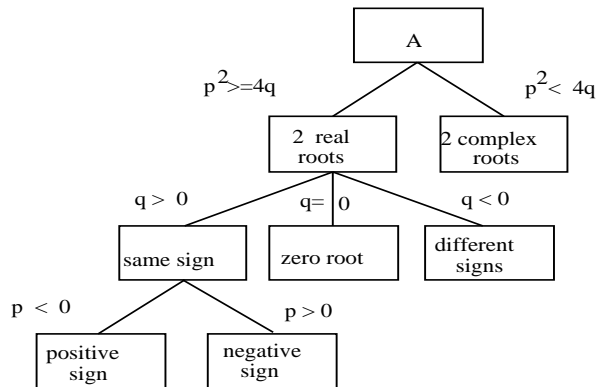 A
p2>=4q
p2< 4q
2 real
roots
2 complex
roots
q > 0
q= 0
q < 0
same sign
zero root
different
signs
p < 0
p > 0
positive
sign
negative
sign